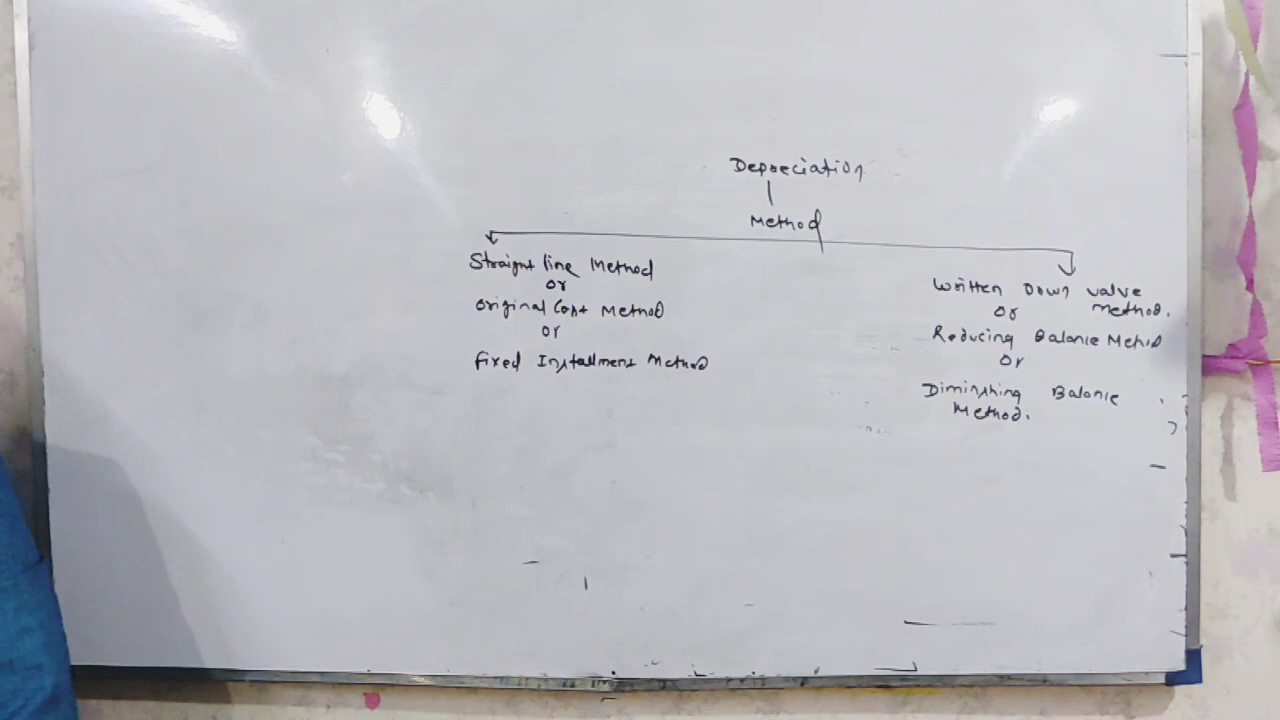 Depreciation
Method
Straight line Method
or
Original Cost Method
or
fixed Installment Method
Written Down Value
Method.
or
Reducing Balance Method
or
Diminshing Balance
Method.